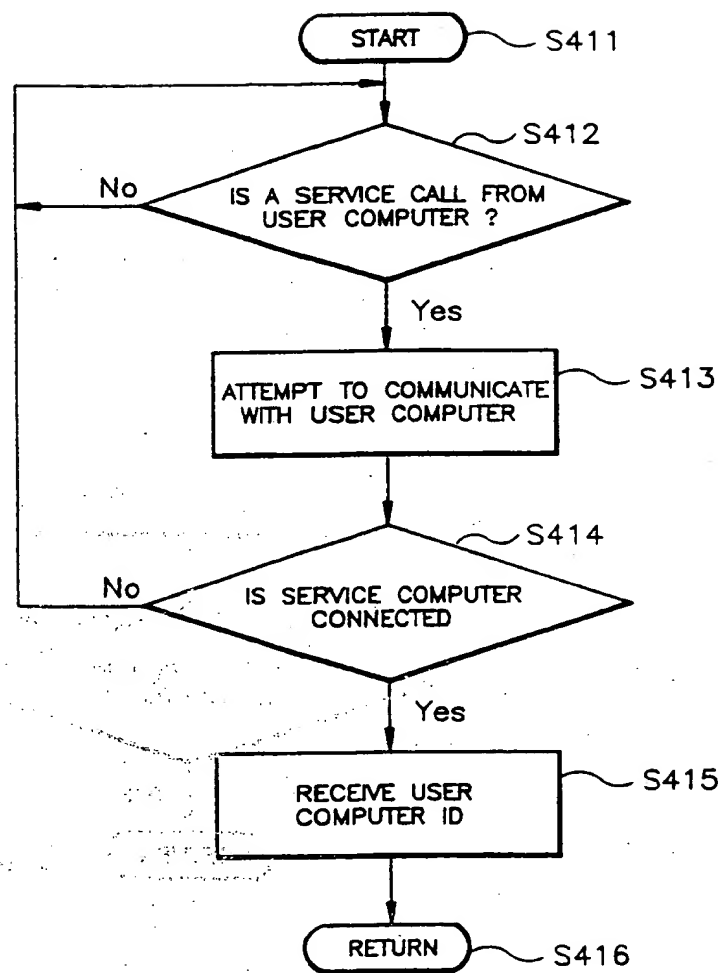 START
S411
S412
No
IS A SERVICE CALL FROM
USER COMPUTER ?
Yes
ATTEMPT TO COMMUNICATE
WITH USER COMPUTER
S413
S414
No
IS SERVICE COMPUTER
CONNECTED
Yes
RECEIVE USER
COMPUTER ID
S415
RETURN
S416